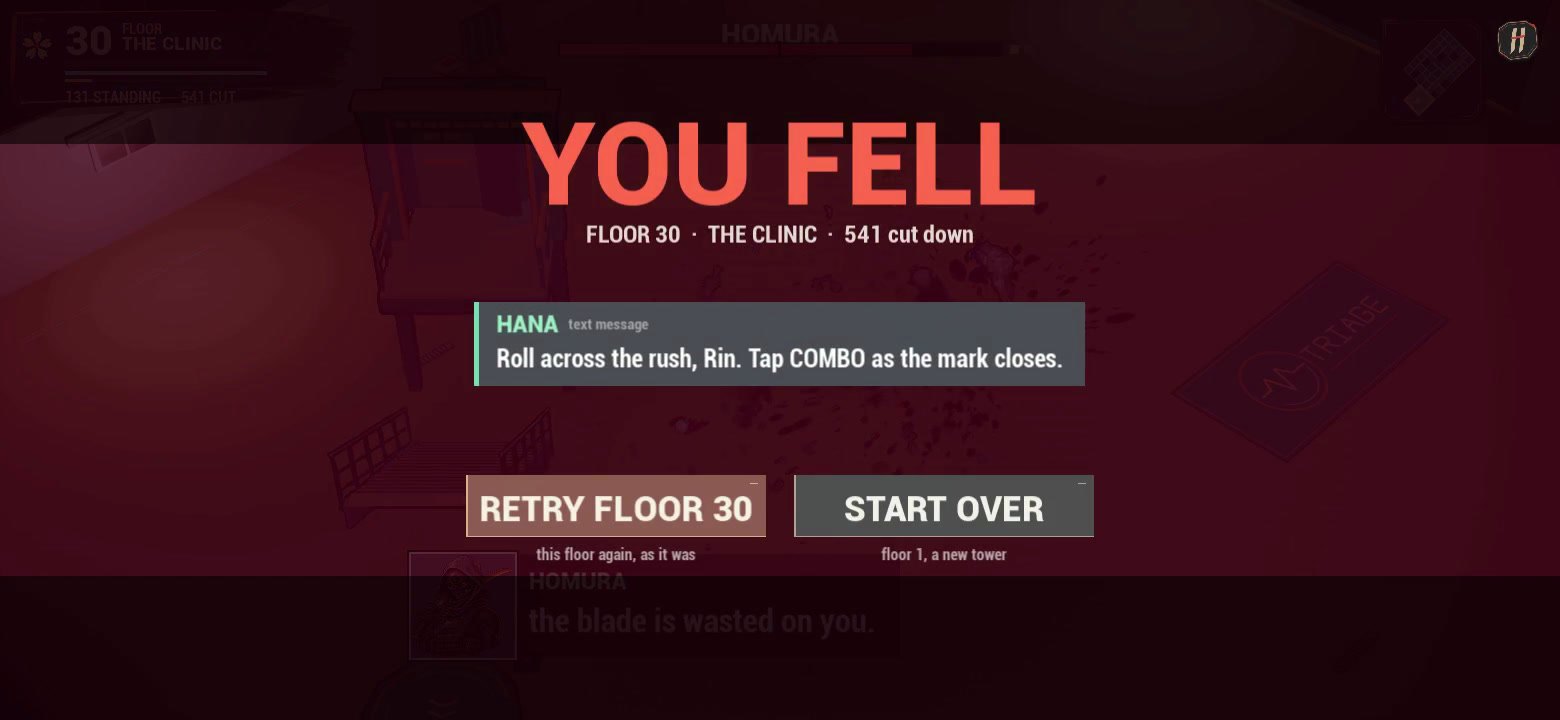 30 FLOOR
THE CLINIC
131 STANDING — 541 CUT
HOMURA
H
YOU FELL
FLOOR 30 · THE CLINIC · 541 cut down
HANA text message
Roll across the rush, Rin. Tap COMBO as the mark closes.
TRIAGE
RETRY FLOOR 30
START OVER
this floor again, as it was
floor 1, a new tower
HOMURA
the blade is wasted on you.